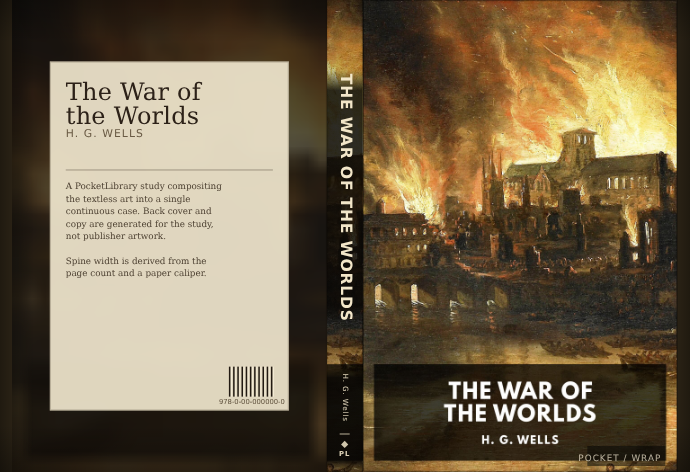 The War of
the Worlds
H. G. WELLS
A PocketLibrary study compositing
the textless art into a single
continuous case. Back cover and
copy are generated for the study,
not publisher artwork.
Spine width is derived from the
page count and a paper caliper.
978-0-00-000000-0
THE WAR OF THE WORLDS
H. G. Wells
PL
THE WAR OF
THE WORLDS
H. G. WELLS
POCKET / WRAP